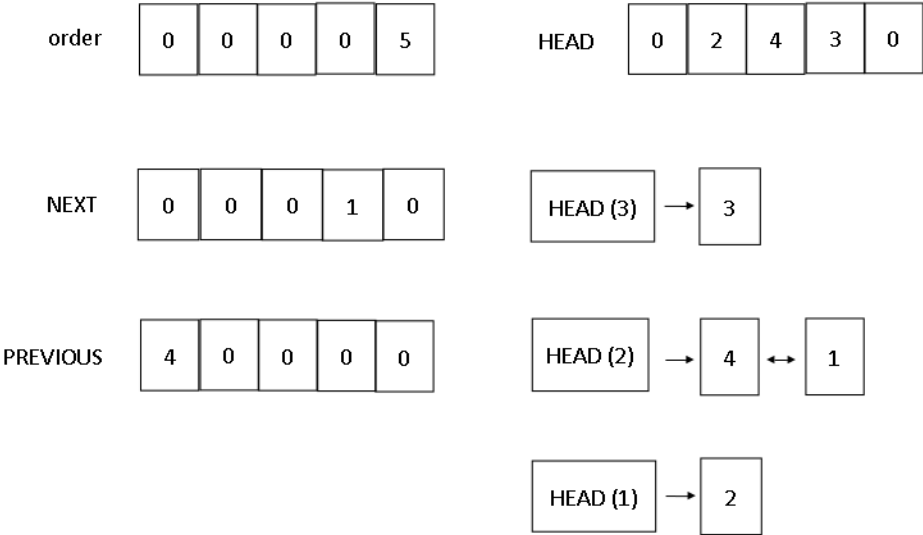 order 0 0 0 0 5
HEAD 0 2 4 3 0
NEXT 0 0 0 1 0
HEAD (3) 3
PREVIOUS 4 0 0 0 0
HEAD (2) 4 1
HEAD (1) 2